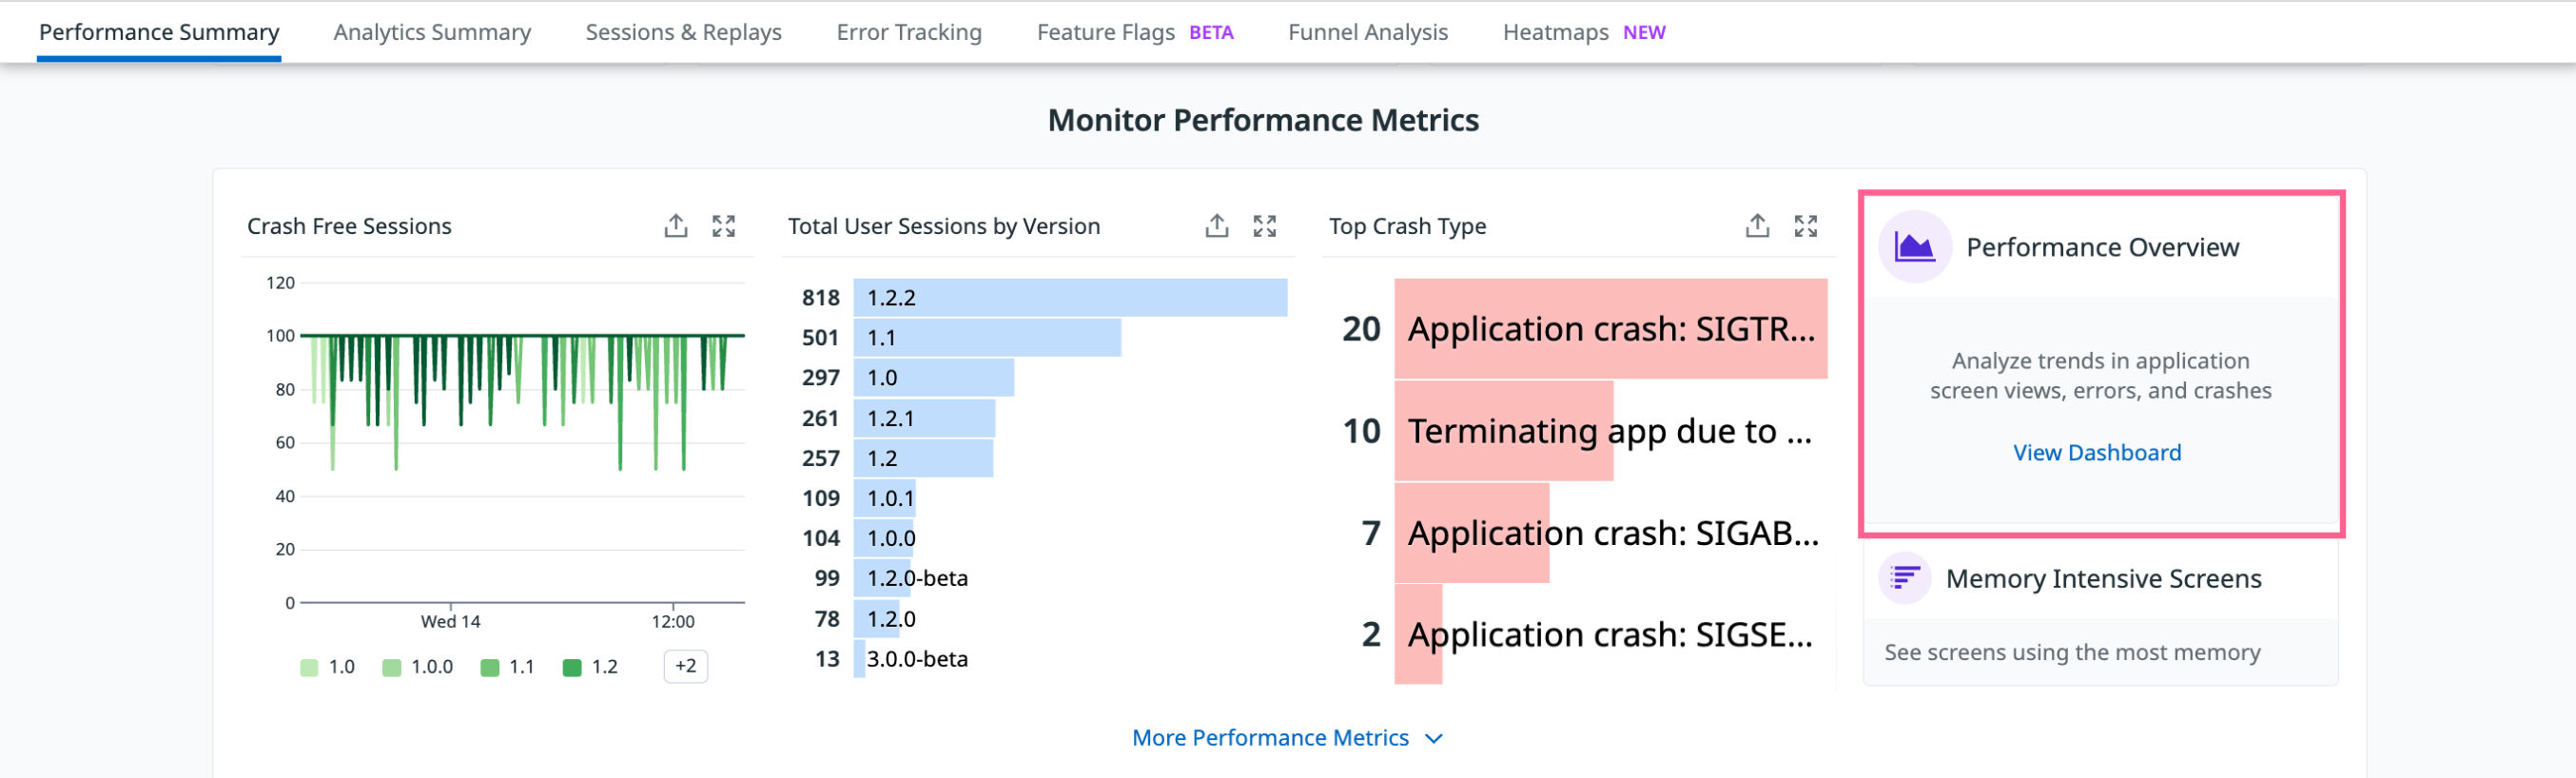 Performance Summary
Analytics Summary
Sessions & Replays
Error Tracking
Feature Flags BETA
Funnel Analysis
Heatmaps NEW
Monitor Performance Metrics
Crash Free Sessions
120
100
80
60
40
20
0
Wed 14
12:00
1.0
1.0.0
1.1
1.2
+2
Total User Sessions by Version
818 1.2.2
501 1.1
297 1.0
261 1.2.1
257 1.2
109 1.0.1
104 1.0.0
99 1.2.0-beta
78 1.2.0
13 3.0.0-beta
Top Crash Type
20 Application crash: SIGTR...
10 Terminating app due to ...
7 Application crash: SIGAB...
2 Application crash: SIGSE...
Performance Overview
Analyze trends in application
screen views, errors, and crashes
View Dashboard
Memory Intensive Screens
See screens using the most memory
More Performance Metrics